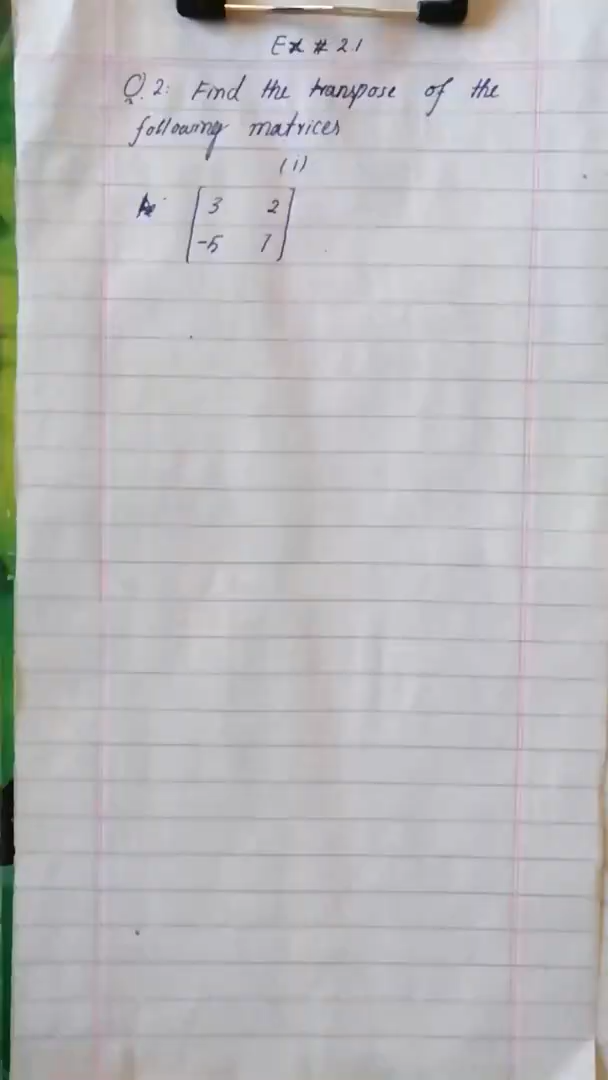 Ex # 2.1
Q.2: Find the transpose of the
following matrices
(i)
[3 2
-5 7]